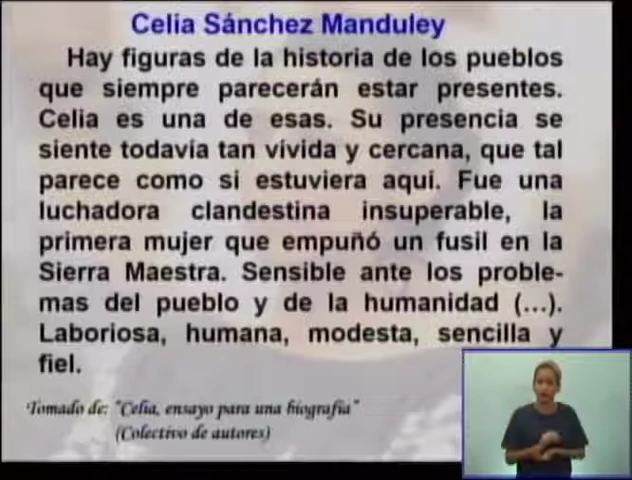 Celia Sánchez Manduley
Hay figuras de la historia de los pueblos
que siempre parecerán estar presentes.
Celia es una de esas. Su presencia se
siente todavía tan vívida y cercana, que tal
parece como si estuviera aquí. Fue una
luchadora clandestina insuperable, la
primera mujer que empuñó un fusil en la
Sierra Maestra. Sensible ante los proble-
mas del pueblo y de la humanidad (...).
Laboriosa, humana, modesta, sencilla y
fiel.
Tomado de: "Celia, ensayo para una biografía"
(Colectivo de autores)